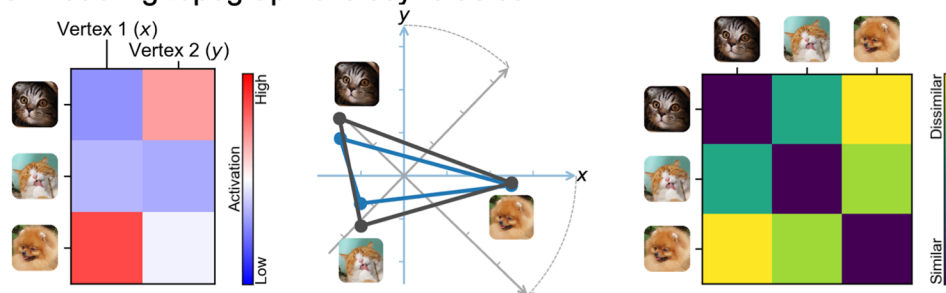 Vertex 1 (x)
Vertex 2 (y)
High
Activation
Low
y
x
Dissimilar
Similar